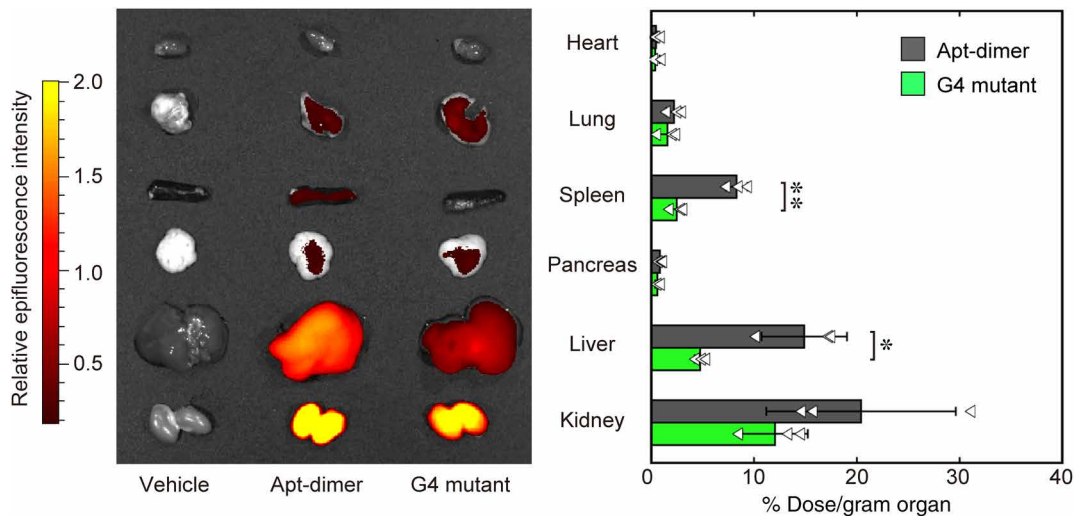 Relative epifluorescence intensity
2.0
1.5
1.0
0.5
Vehicle
Apt-dimer
G4 mutant
Heart
Lung
Spleen
Pancreas
Liver
Kidney
Apt-dimer
G4 mutant
**
*
0
10
20
30
40
% Dose/gram organ